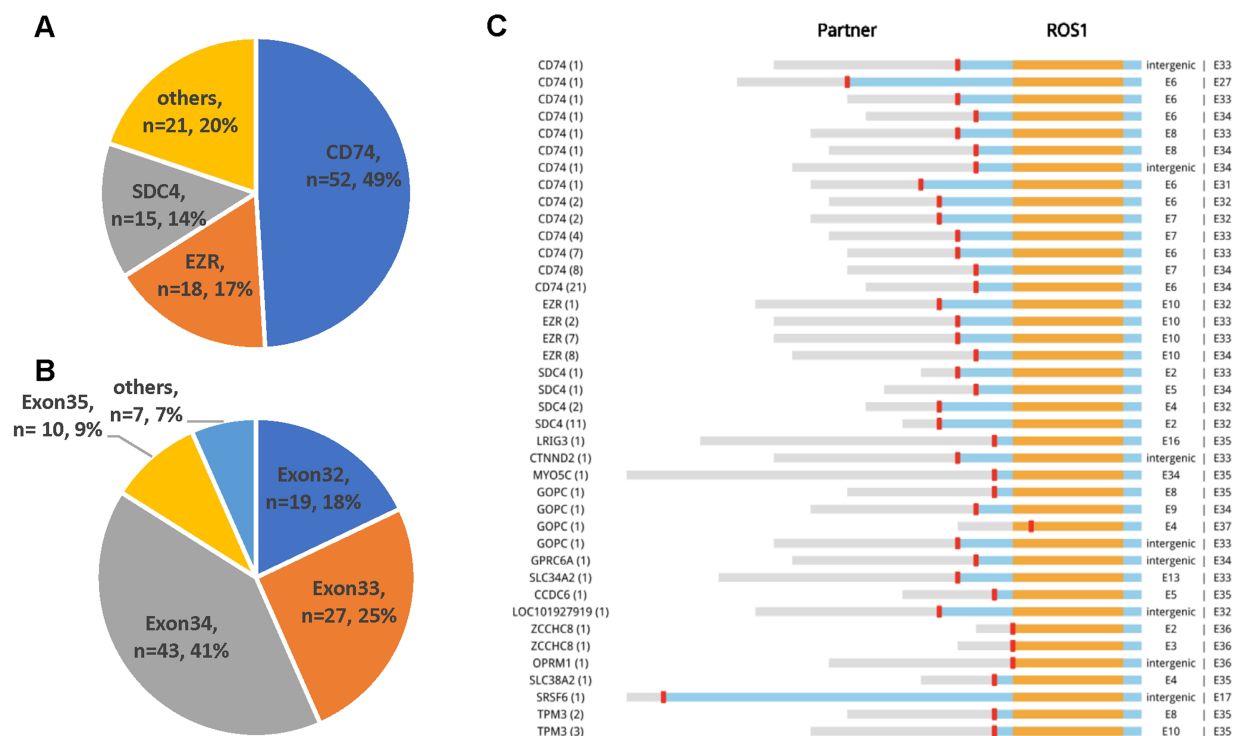 A
CD74,
n=52, 49%
EZR,
n=18, 17%
SDC4,
n=15, 14%
others,
n=21, 20%
B
Exon32,
n=19, 18%
Exon33,
n=27, 25%
Exon34,
n=43, 41%
Exon35,
n= 10, 9%
others,
n=7, 7%
C
Partner ROS1
CD74 (1) intergenic | E33
CD74 (1) E6 | E27
CD74 (1) E6 | E33
CD74 (1) E6 | E34
CD74 (1) E8 | E33
CD74 (1) E8 | E34
CD74 (1) intergenic | E34
CD74 (1) E6 | E31
CD74 (2) E6 | E32
CD74 (2) E7 | E32
CD74 (4) E7 | E33
CD74 (7) E6 | E33
CD74 (8) E7 | E34
CD74 (21) E6 | E34
EZR (1) E10 | E32
EZR (2) E10 | E33
EZR (7) E10 | E33
EZR (8) E10 | E34
SDC4 (1) E2 | E33
SDC4 (1) E5 | E34
SDC4 (2) E4 | E32
SDC4 (11) E2 | E32
LRIG3 (1) E16 | E35
CTNND2 (1) intergenic | E33
MYO5C (1) E34 | E35
GOPC (1) E8 | E35
GOPC (1) E9 | E34
GOPC (1) E4 | E37
GOPC (1) intergenic | E33
GPRC6A (1) intergenic | E34
SLC34A2 (1) E13 | E33
CCDC6 (1) E5 | E35
LOC101927919 (1) intergenic | E32
ZCCHC8 (1) E2 | E36
ZCCHC8 (1) E3 | E36
OPRM1 (1) intergenic | E36
SLC38A2 (1) E4 | E35
SRSF6 (1) intergenic | E17
TPM3 (2) E8 | E35
TPM3 (3) E10 | E35